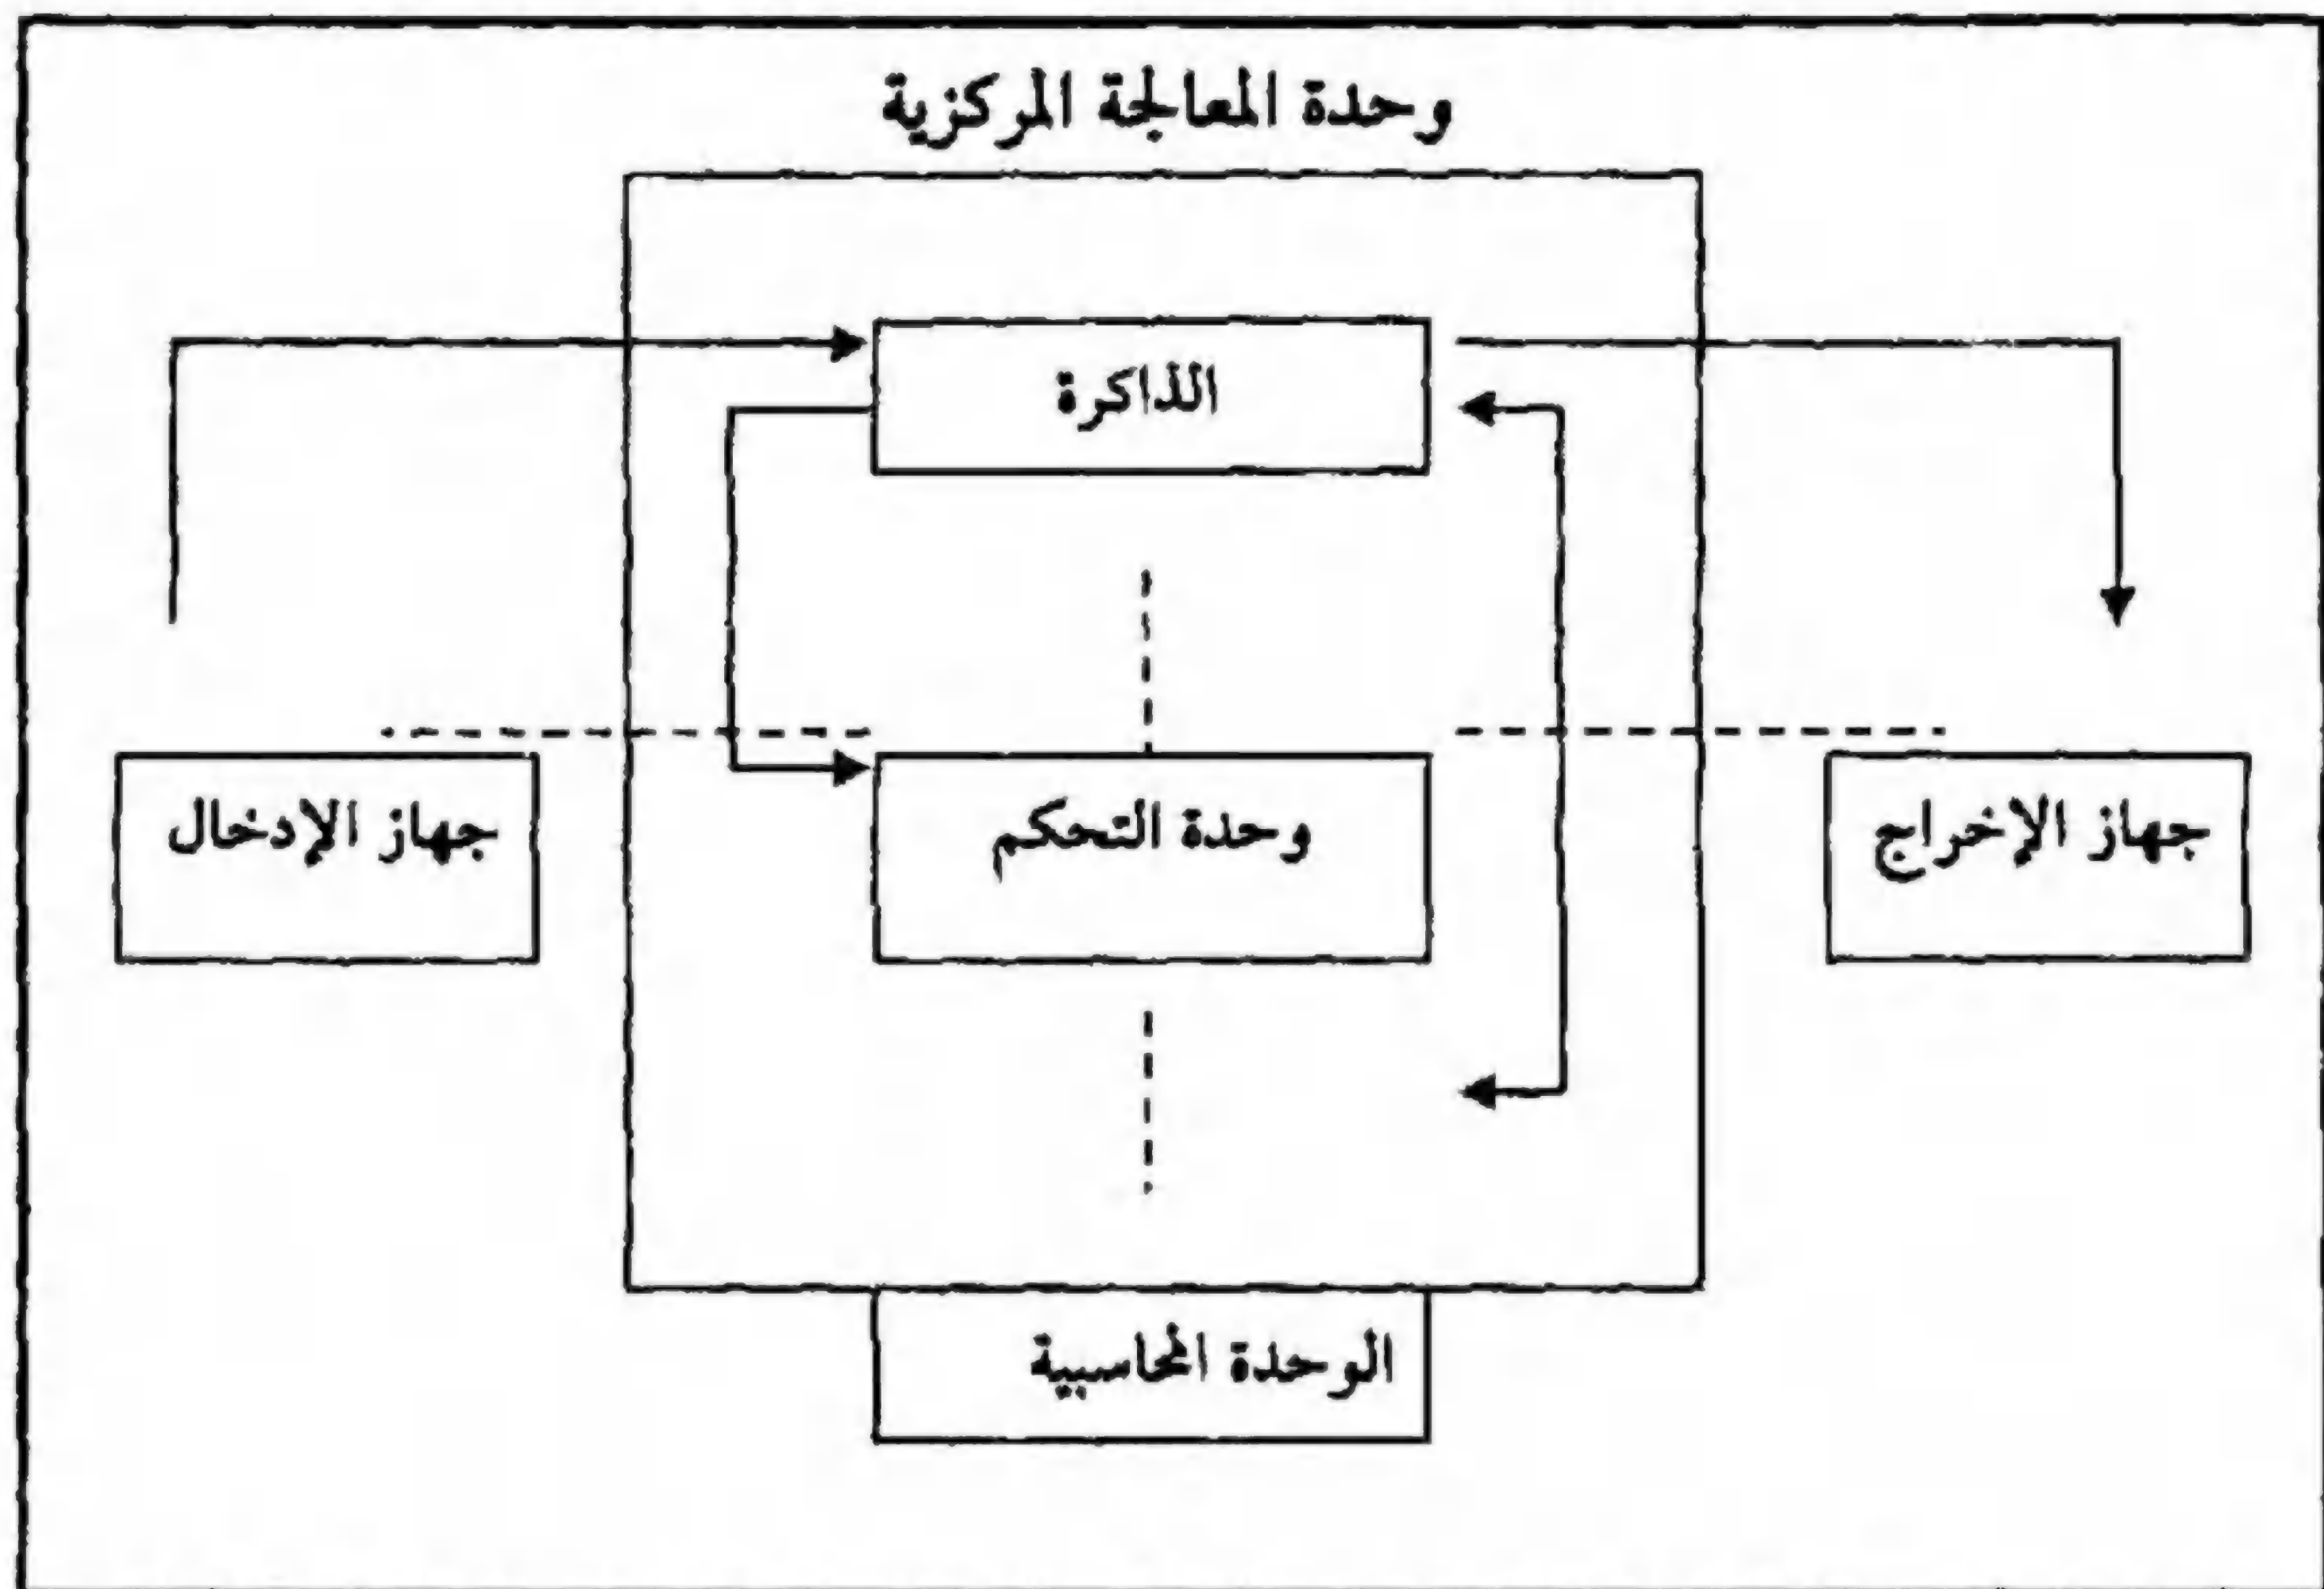 وحدة المعالجة المركزية
الذاكرة
جهاز الإخراج
وحدة التحكم
جهاز الإدخال
الوحدة المحاسبية